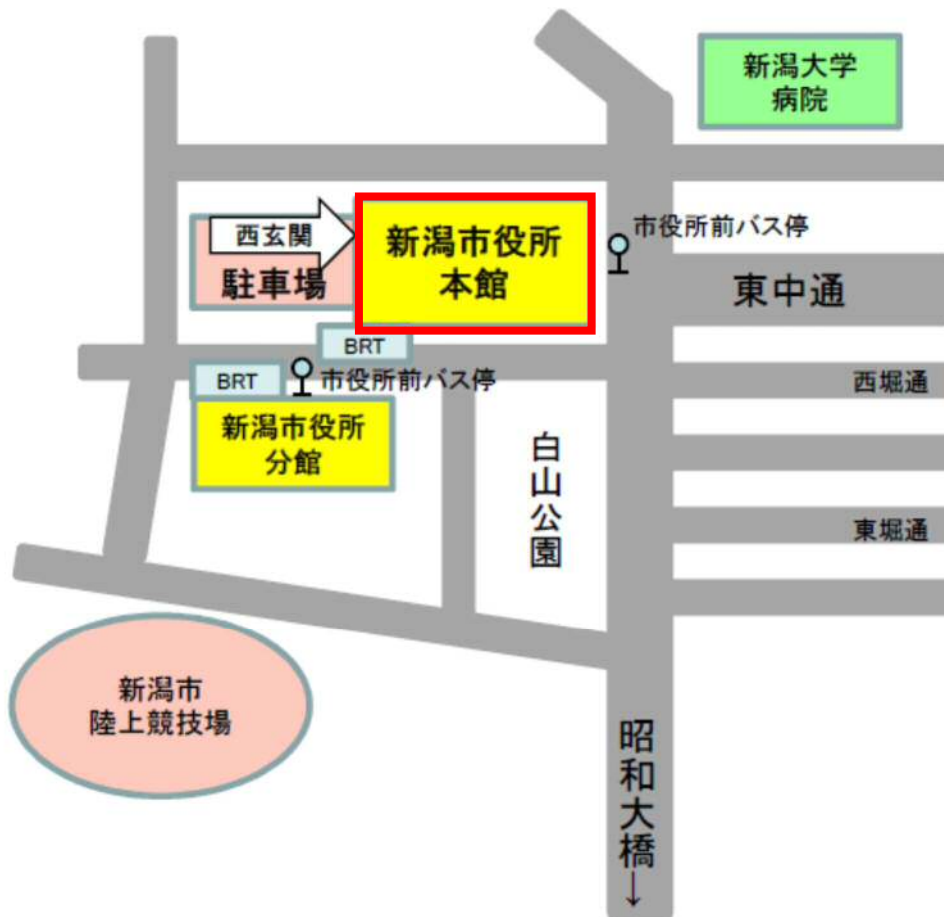 新潟大学
病院
西玄関
新潟市役所
本館
市役所前バス停
駐車場
東中通
BRT
BRT
市役所前バス停
西堀通
新潟市役所
分館
白山公園
東堀通
新潟市
陸上競技場
昭和大橋↓